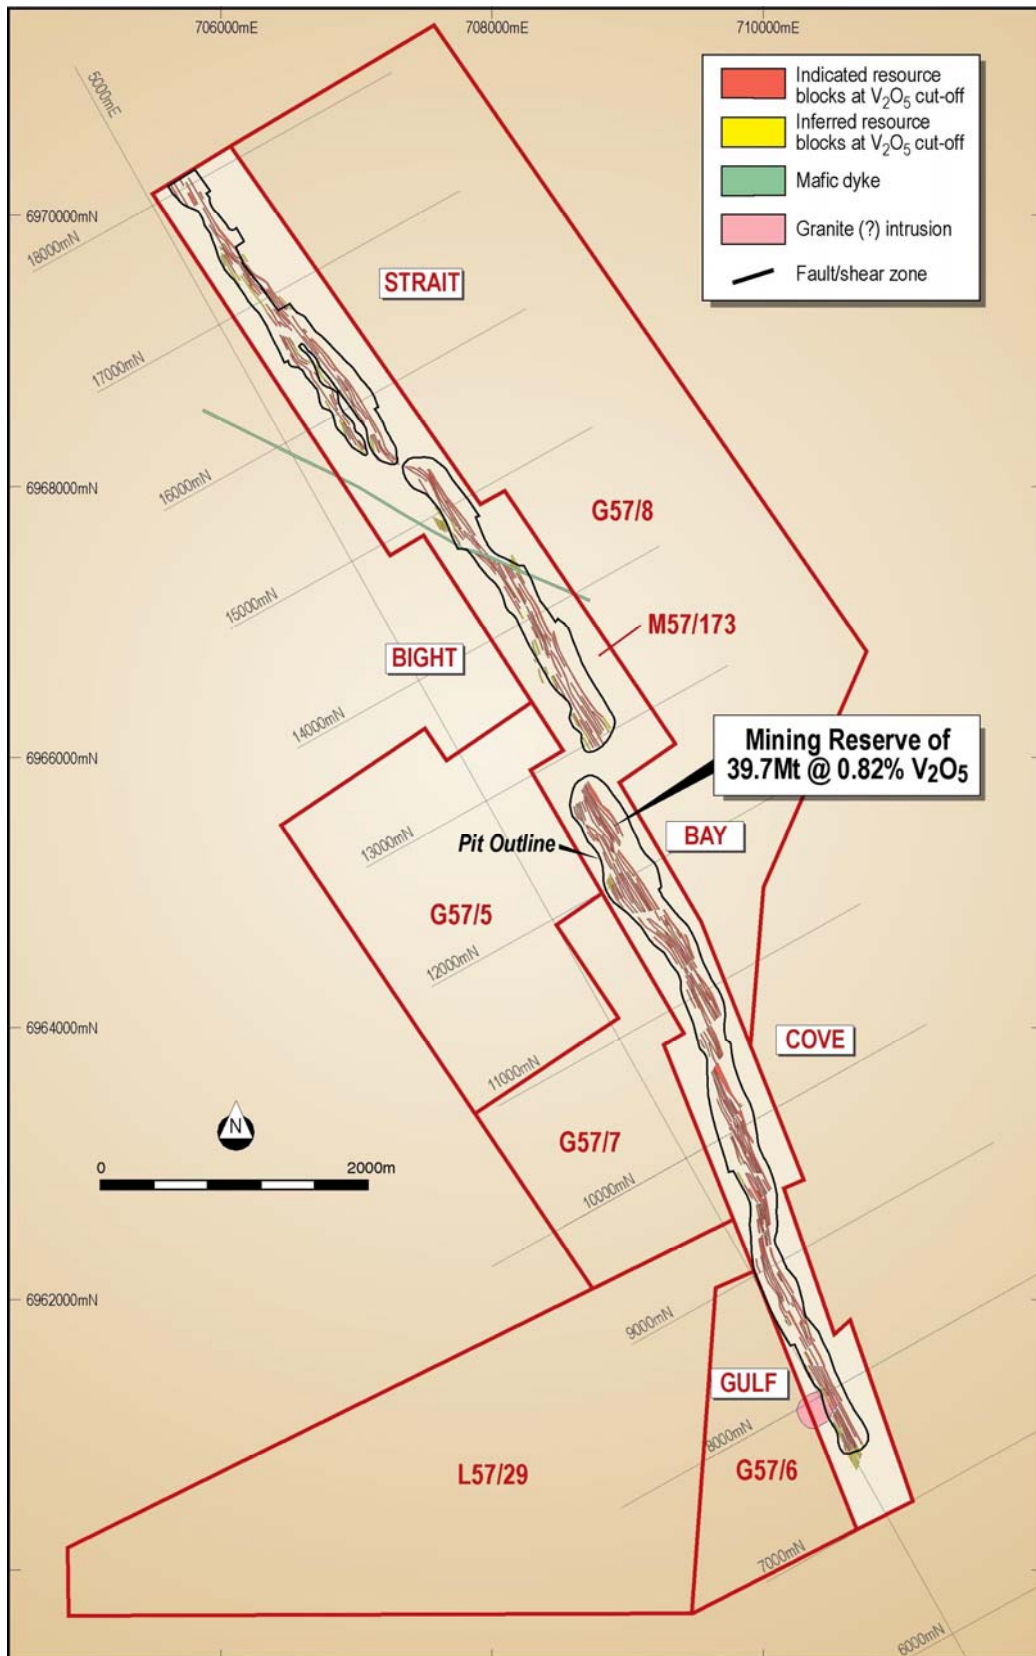 706000mE
708000mE
710000mE
5000mE
Indicated resource
blocks at V₂O₅ cut-off
Inferred resource
blocks at V₂O₅ cut-off
Mafic dyke
Granite (?) intrusion
Fault/shear zone
6970000mN
18000mN
STRAIT
17000mN
6968000mN
16000mN
G57/8
15000mN
M57/173
BIGHT
14000mN
6966000mN
Mining Reserve of
39.7Mt @ 0.82% V₂O₅
13000mN
Pit Outline
BAY
G57/5
12000mN
6964000mN
COVE
11000mN
N
G57/7
0
2000m
10000mN
6962000mN
9000mN
GULF
8000mN
L57/29
G57/6
7000mN
6000mN